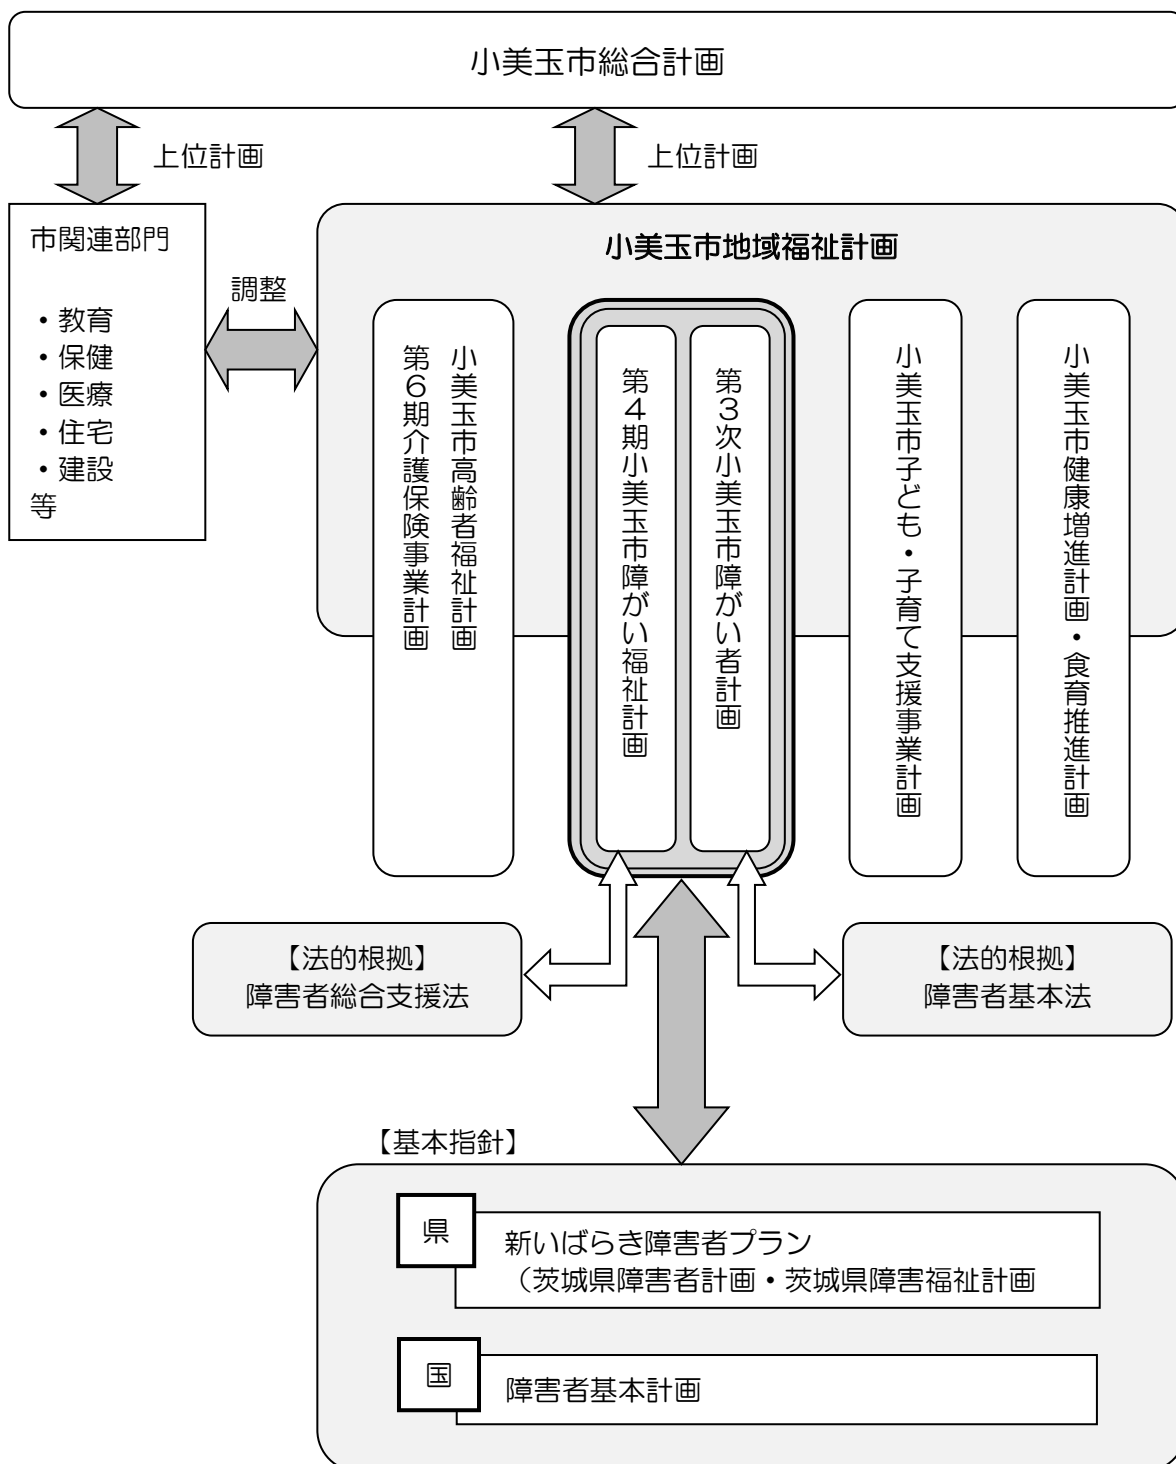 小美玉市総合計画
上位計画
上位計画
市関連部門
・教育
・保健
・医療
・住宅
・建設
等
調整
小美玉市地域福祉計画
小美玉市高齢者福祉計画
第６期介護保険事業計画
第３次小美玉市障がい者計画
第４期小美玉市障がい福祉計画
小美玉市子ども・子育て支援事業計画
小美玉市健康増進計画・食育推進計画
【法的根拠】
障害者総合支援法
【法的根拠】
障害者基本法
【基本指針】
県
新いばらき障害者プラン
（茨城県障害者計画・茨城県障害福祉計画
国
障害者基本計画